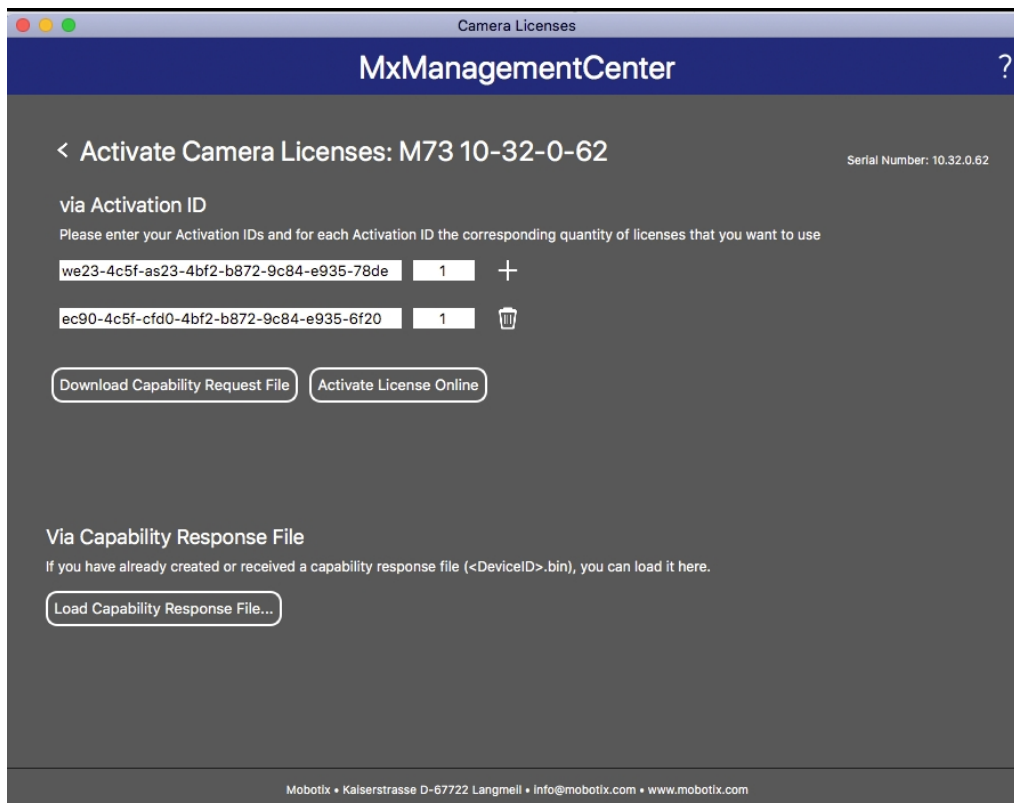 Camera Licenses
MxManagementCenter
?
< Activate Camera Licenses: M73 10-32-0-62
Serial Number: 10.32.0.62
via Activation ID
Please enter your Activation IDs and for each Activation ID the corresponding quantity of licenses that you want to use
we23-4c5f-as23-4bf2-b872-9c84-e935-78de 1 +
ec90-4c5f-cfd0-4bf2-b872-9c84-e935-6f20 1
Download Capability Request File Activate License Online
Via Capability Response File
If you have already created or received a capability response file (<DeviceID>.bin), you can load it here.
Load Capability Response File...
Mobotix • Kaiserstrasse D-67722 Langmeil • info@mobotix.com • www.mobotix.com